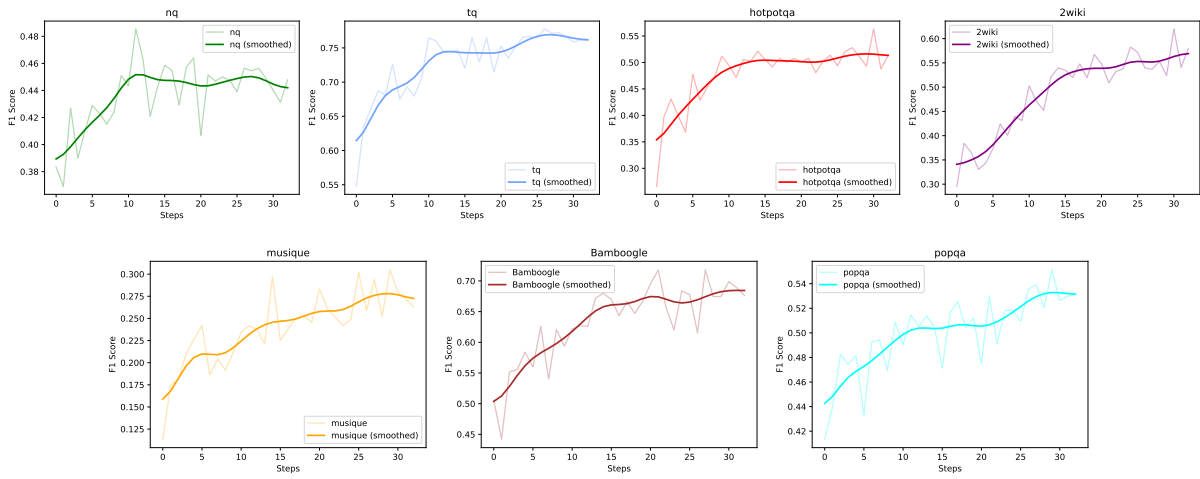 nq
F1 Score
0.48
0.46
0.44
0.42
0.40
0.38
0 5 10 15 20 25 30
Steps
nq
nq (smoothed)
tq
F1 Score
0.75
0.70
0.65
0.60
0.55
0 5 10 15 20 25 30
Steps
tq
tq (smoothed)
hotpotqa
F1 Score
0.55
0.50
0.45
0.40
0.35
0.30
0 5 10 15 20 25 30
Steps
hotpotqa
hotpotqa (smoothed)
2wiki
F1 Score
0.60
0.55
0.50
0.45
0.40
0.35
0.30
0 5 10 15 20 25 30
Steps
2wiki
2wiki (smoothed)
musique
F1 Score
0.300
0.275
0.250
0.225
0.200
0.175
0.150
0.125
0 5 10 15 20 25 30
Steps
musique
musique (smoothed)
Bamboogle
F1 Score
0.70
0.65
0.60
0.55
0.50
0.45
0 5 10 15 20 25 30
Steps
Bamboogle
Bamboogle (smoothed)
popqa
F1 Score
0.54
0.52
0.50
0.48
0.46
0.44
0.42
0 5 10 15 20 25 30
Steps
popqa
popqa (smoothed)